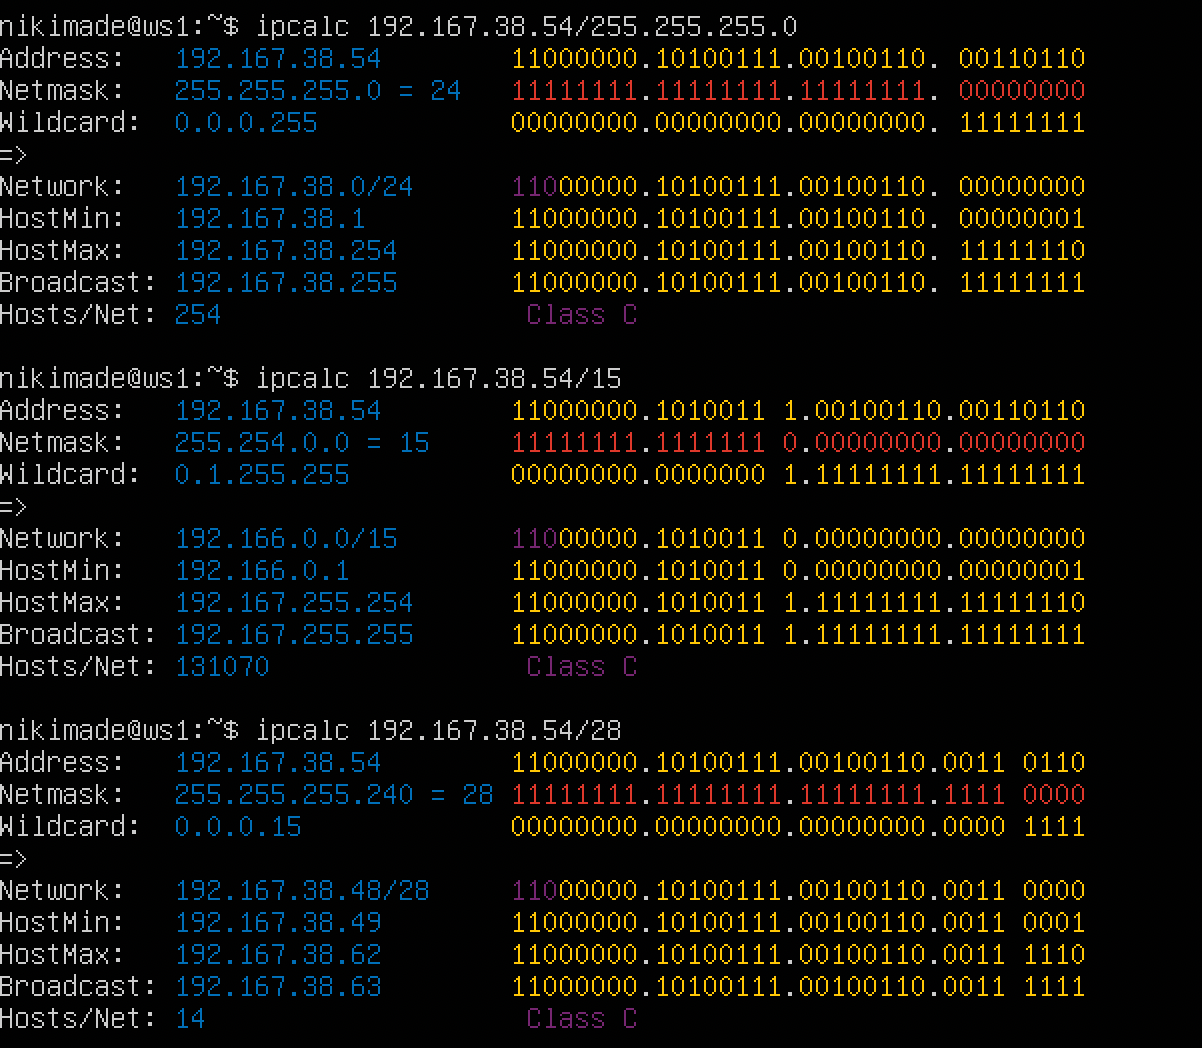 nikimade@ws1:~$ ipcalc 192.167.38.54/255.255.255.0
Address:   192.167.38.54        11000000.10100111.00100110. 00110110
Netmask:   255.255.255.0 = 24   11111111.11111111.11111111. 00000000
Wildcard:  0.0.0.255            00000000.00000000.00000000. 11111111
=>
Network:   192.167.38.0/24      11000000.10100111.00100110. 00000000
HostMin:   192.167.38.1         11000000.10100111.00100110. 00000001
HostMax:   192.167.38.254       11000000.10100111.00100110. 11111110
Broadcast: 192.167.38.255       11000000.10100111.00100110. 11111111
Hosts/Net: 254                   Class C
nikimade@ws1:~$ ipcalc 192.167.38.54/15
Address:   192.167.38.54        11000000.1010011 1.00100110.00110110
Netmask:   255.254.0.0 = 15     11111111.1111111 0.00000000.00000000
Wildcard:  0.1.255.255          00000000.0000000 1.11111111.11111111
=>
Network:   192.166.0.0/15       11000000.1010011 0.00000000.00000000
HostMin:   192.166.0.1          11000000.1010011 0.00000000.00000001
HostMax:   192.167.255.254      11000000.1010011 1.11111111.11111110
Broadcast: 192.167.255.255      11000000.1010011 1.11111111.11111111
Hosts/Net: 131070                Class C
nikimade@ws1:~$ ipcalc 192.167.38.54/28
Address:   192.167.38.54        11000000.10100111.00100110.0011 0110
Netmask:   255.255.255.240 = 28 11111111.11111111.11111111.1111 0000
Wildcard:  0.0.0.15             00000000.00000000.00000000.0000 1111
=>
Network:   192.167.38.48/28     11000000.10100111.00100110.0011 0000
HostMin:   192.167.38.49        11000000.10100111.00100110.0011 0001
HostMax:   192.167.38.62        11000000.10100111.00100110.0011 1110
Broadcast: 192.167.38.63        11000000.10100111.00100110.0011 1111
Hosts/Net: 14                    Class C